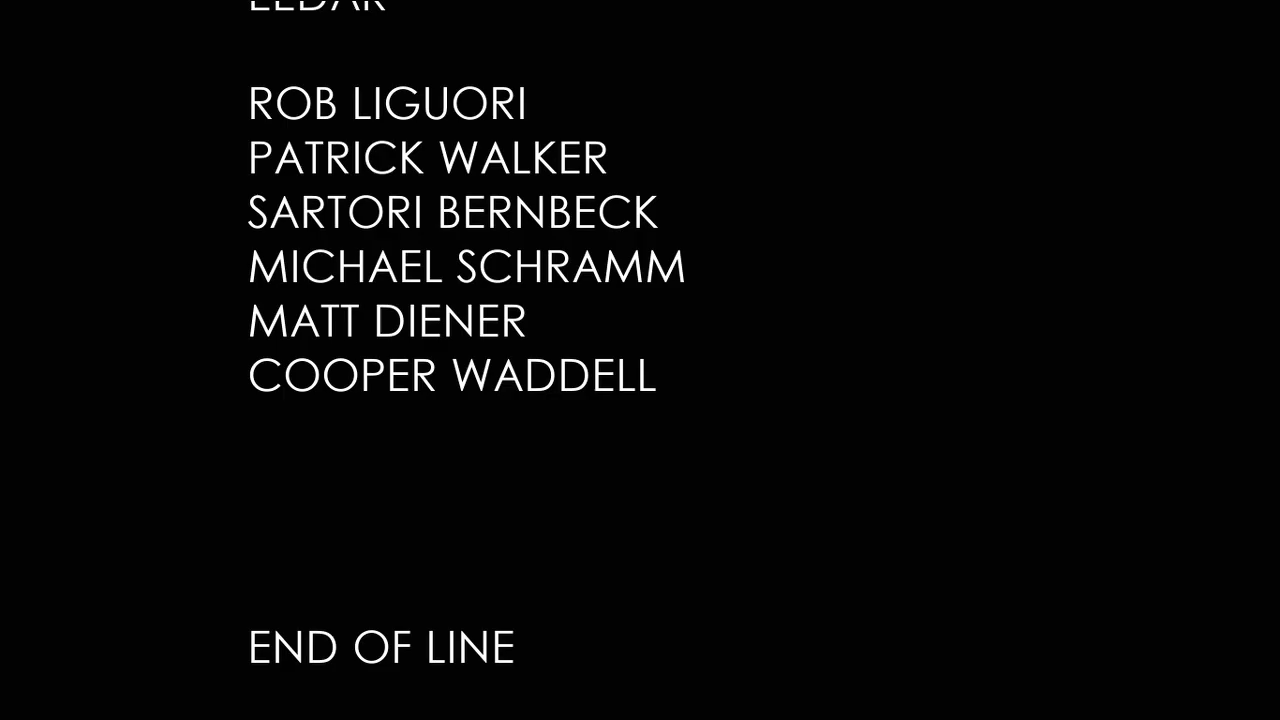 ROB LIGUORI
PATRICK WALKER
SARTORI BERNBECK
MICHAEL SCHRAMM
MATT DIENER
COOPER WADDELL
END OF LINE